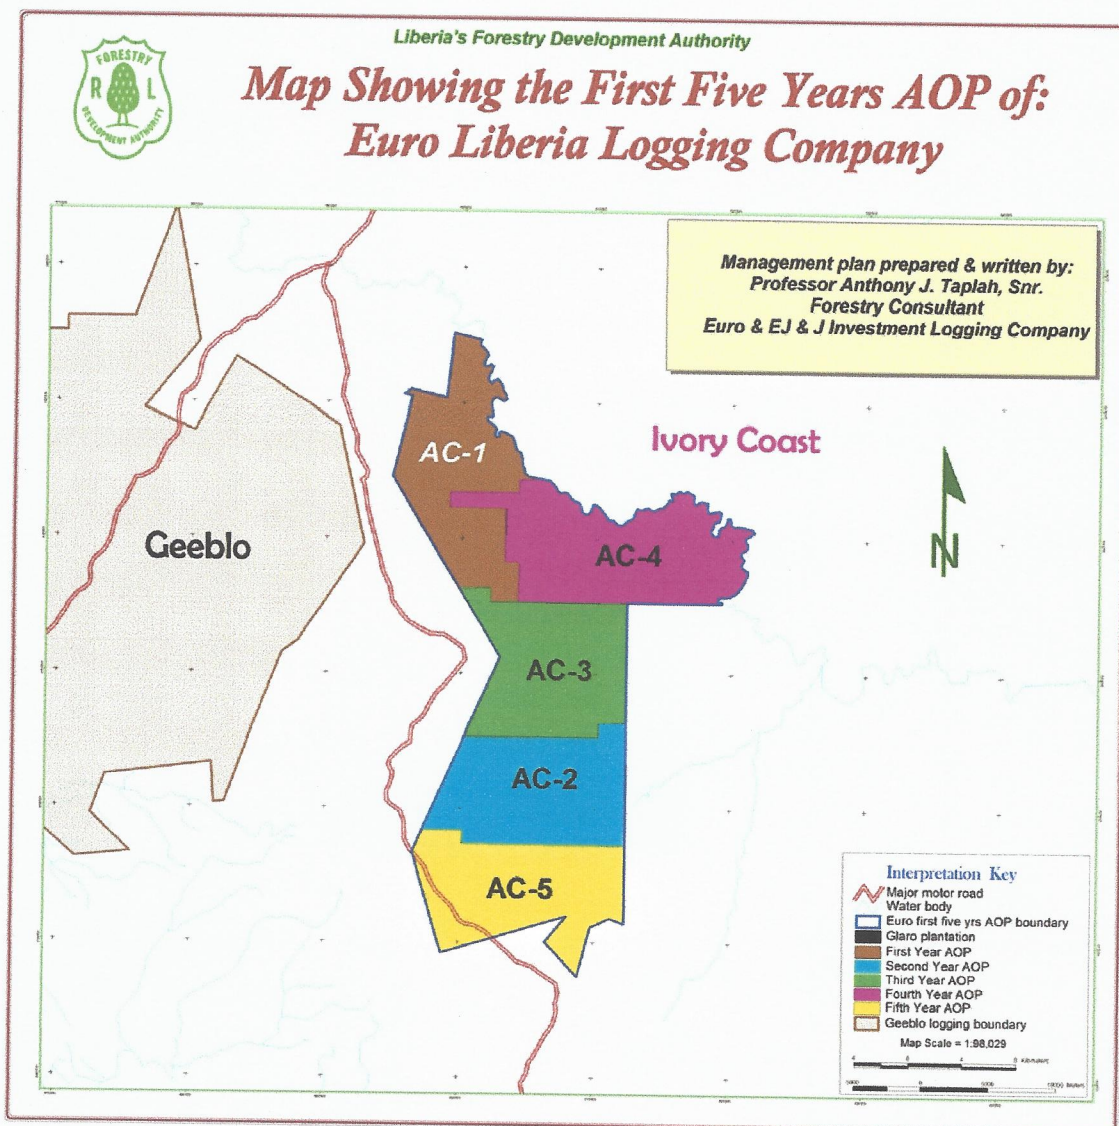 Liberia's Forestry Development Authority
FORESTRY
R L
DEVELOPMENT AUTHORITY
Map Showing the First Five Years AOP of:
Euro Liberia Logging Company
Management plan prepared & written by:
Professor Anthony J. Taplah, Snr.
Forestry Consultant
Euro & EJ & J Investment Logging Company
Ivory Coast
AC-1
Geeblo
AC-4
N
AC-3
AC-2
AC-5
Interpretation Key
Major motor road
Water body
Euro first five yrs AOP boundary
Glaro plantation
First Year AOP
Second Year AOP
Third Year AOP
Fourth Year AOP
Fifth Year AOP
Geeblo logging boundary
Map Scale = 1:98,029
Kilometers